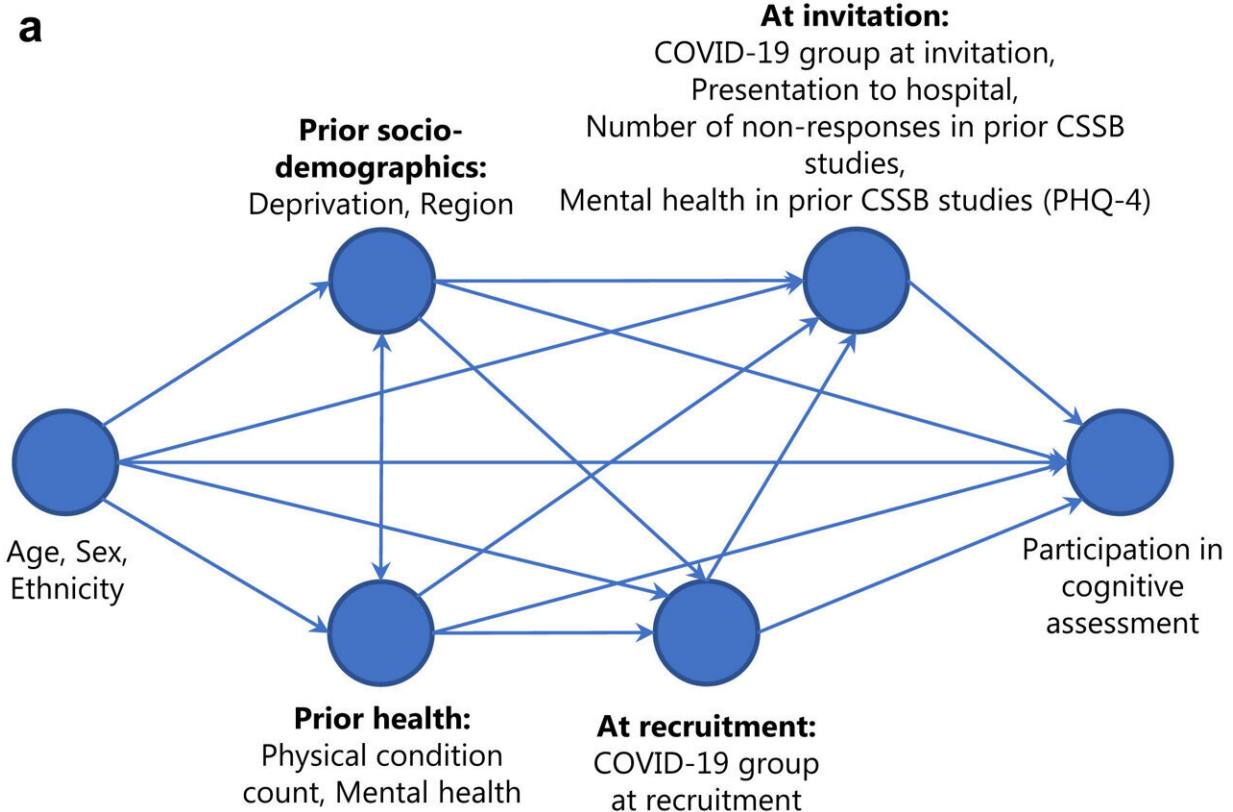 a
At invitation:
COVID-19 group at invitation,
Presentation to hospital,
Number of non-responses in prior CSSB
studies,
Mental health in prior CSSB studies (PHQ-4)
Prior socio-
demographics:
Deprivation, Region
Age, Sex,
Ethnicity
Participation in
cognitive
assessment
Prior health:
Physical condition
count, Mental health
At recruitment:
COVID-19 group
at recruitment